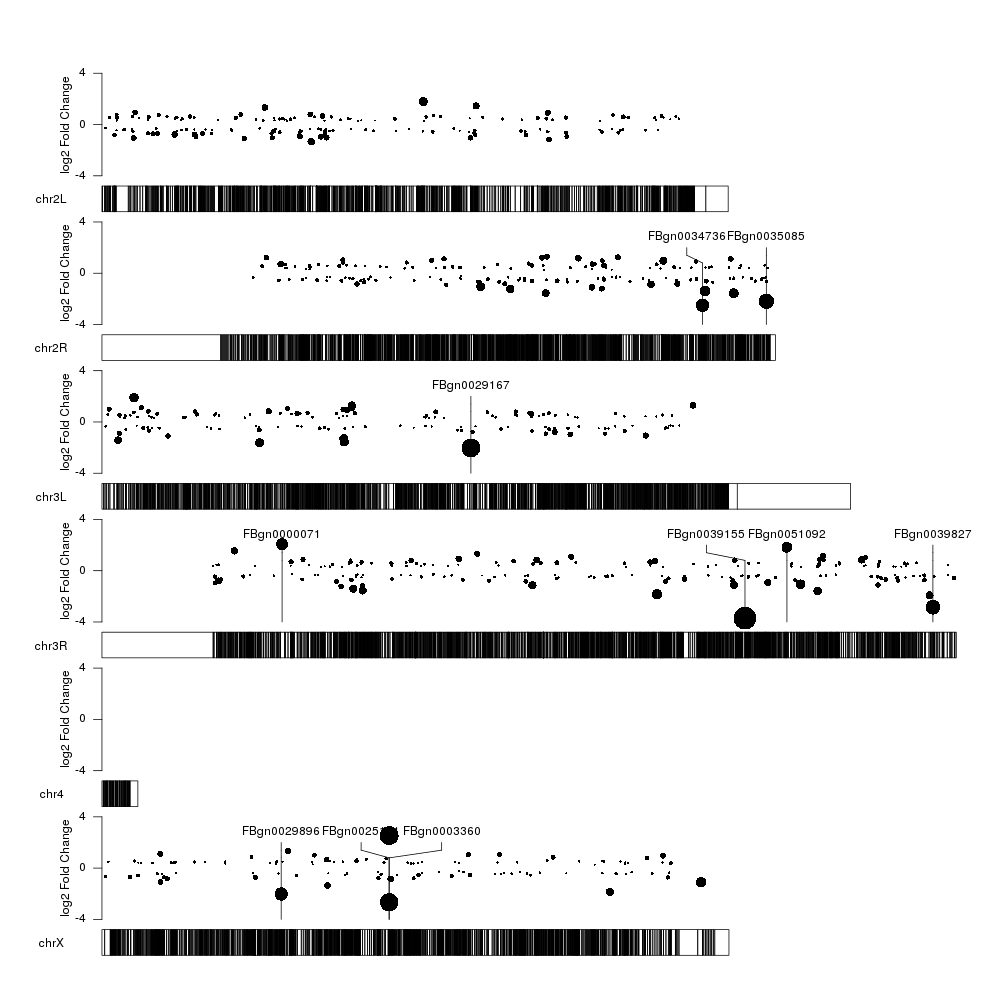 4
0
-4
log2 Fold Change
chr2L
4
0
-4
log2 Fold Change
FBgn0034736 FBgn0035085
chr2R
4
0
-4
log2 Fold Change
FBgn0029167
chr3L
4
0
-4
log2 Fold Change
FBgn0000071 FBgn0039155 FBgn0051092 FBgn0039827
chr3R
4
0
-4
log2 Fold Change
chr4
4
0
-4
log2 Fold Change
FBgn0029896 FBgn0003360
chrX